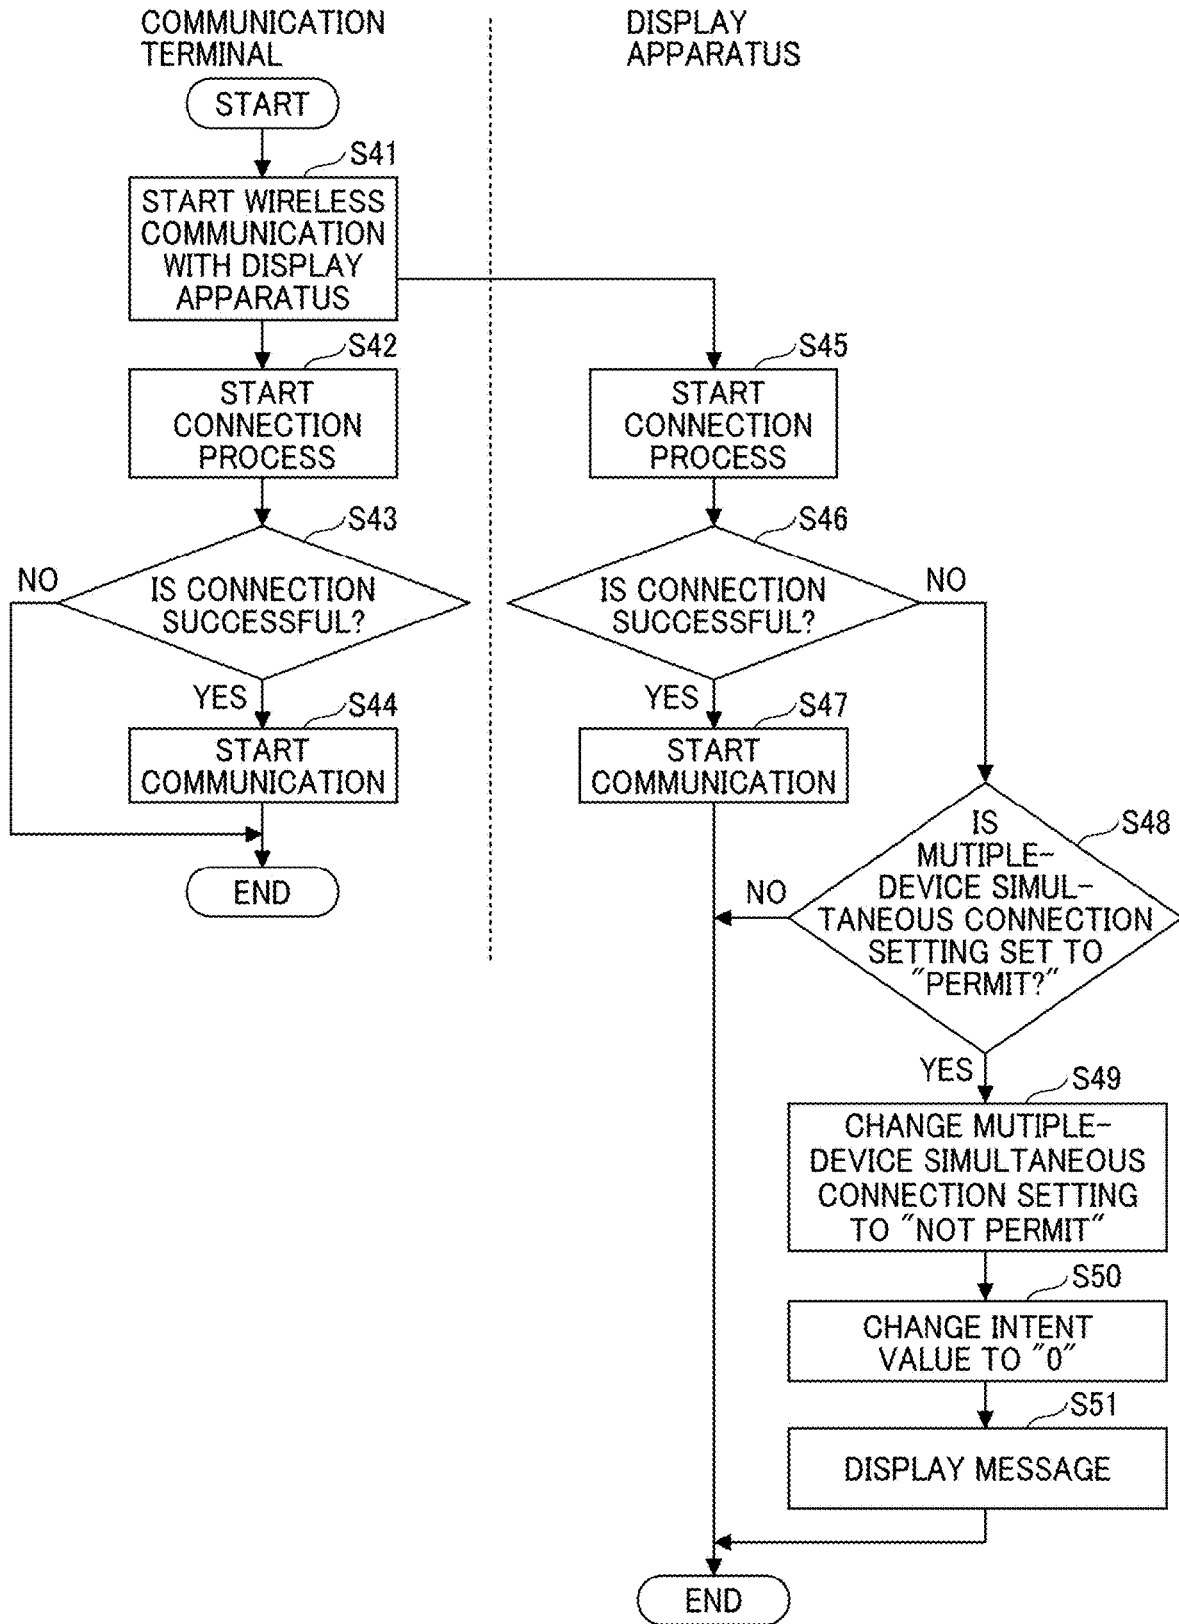 COMMUNICATION
TERMINAL
START
S41
START WIRELESS
COMMUNICATION
WITH DISPLAY
APPARATUS
S42
START
CONNECTION
PROCESS
S43
IS CONNECTION
SUCCESSFUL?
NO
YES
S44
START
COMMUNICATION
END
DISPLAY
APPARATUS
S45
START
CONNECTION
PROCESS
S46
IS CONNECTION
SUCCESSFUL?
NO
YES
S47
START
COMMUNICATION
S48
IS
MUTIPLE-
DEVICE SIMUL-
TANEOUS CONNECTION
SETTING SET TO
"PERMIT?"
NO
YES
S49
CHANGE MUTIPLE-
DEVICE SIMULTANEOUS
CONNECTION SETTING
TO "NOT PERMIT"
S50
CHANGE INTENT
VALUE TO "0"
S51
DISPLAY MESSAGE
END